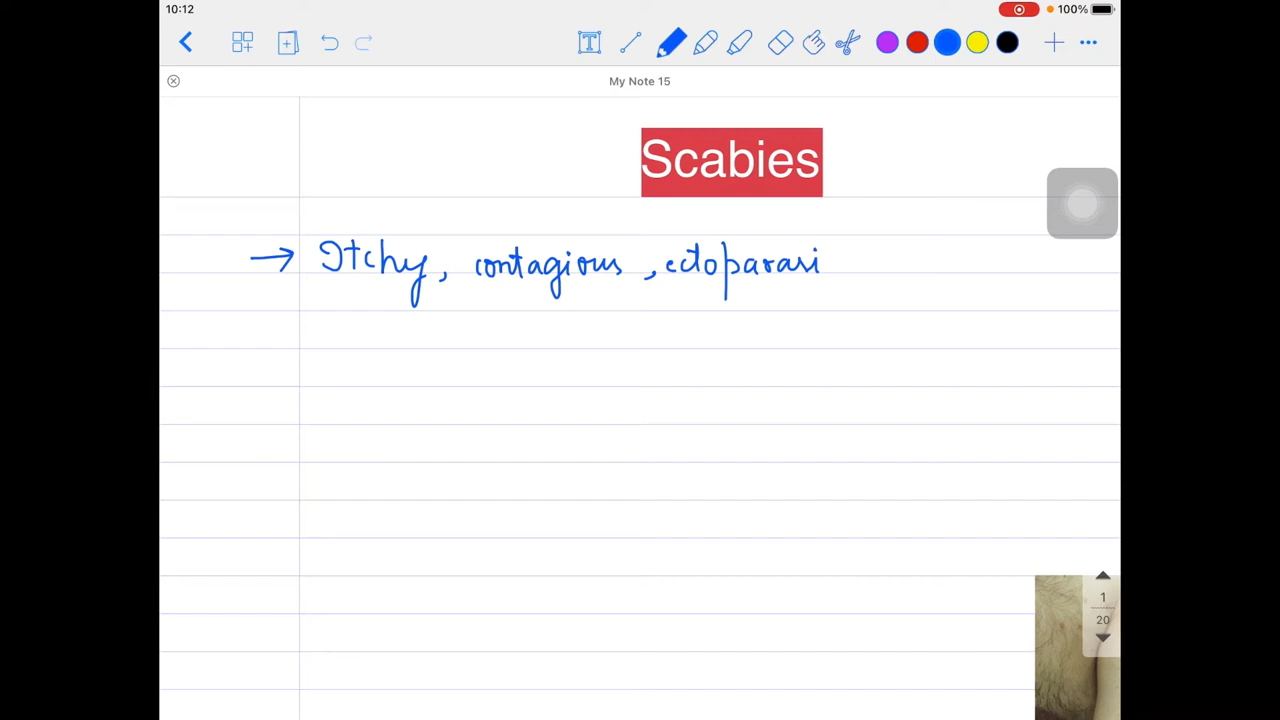 10:12
100%
My Note 15
Scabies
→ Itchy, contagious, ectoparasi
1
20